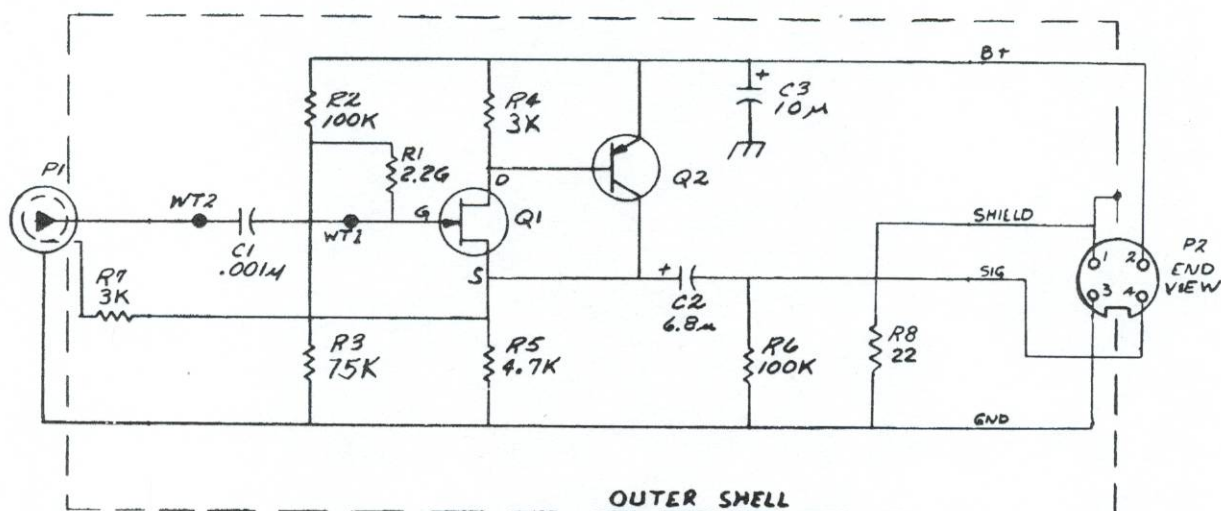 B+
R2
100K
R4
3K
+
C3
10µ
R1
2.2G
P1
WT2
D
Q2
G
Q1
WT1
C1
.001µ
SHIELD
P2
END
VIEW
1 2
3 4
S
+
C2
6.8µ
SIG
R7
3K
R3
75K
R5
4.7K
R6
100K
R8
22
GND
OUTER SHELL